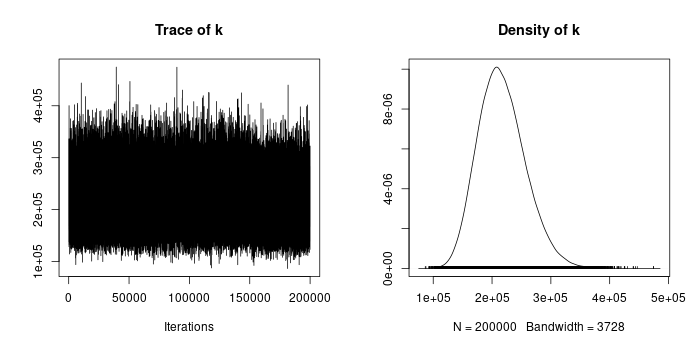 Trace of k
1e+05 2e+05 3e+05 4e+05
0 50000 100000 150000 200000
Iterations
Density of k
0e+00 4e-06 8e-06
1e+05 2e+05 3e+05 4e+05 5e+05
N = 200000 Bandwidth = 3728